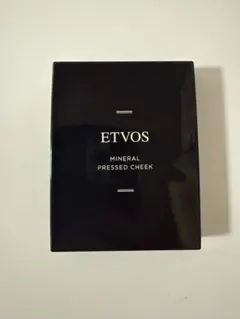 ETVOS
MINERAL
PRESSED CHEEK